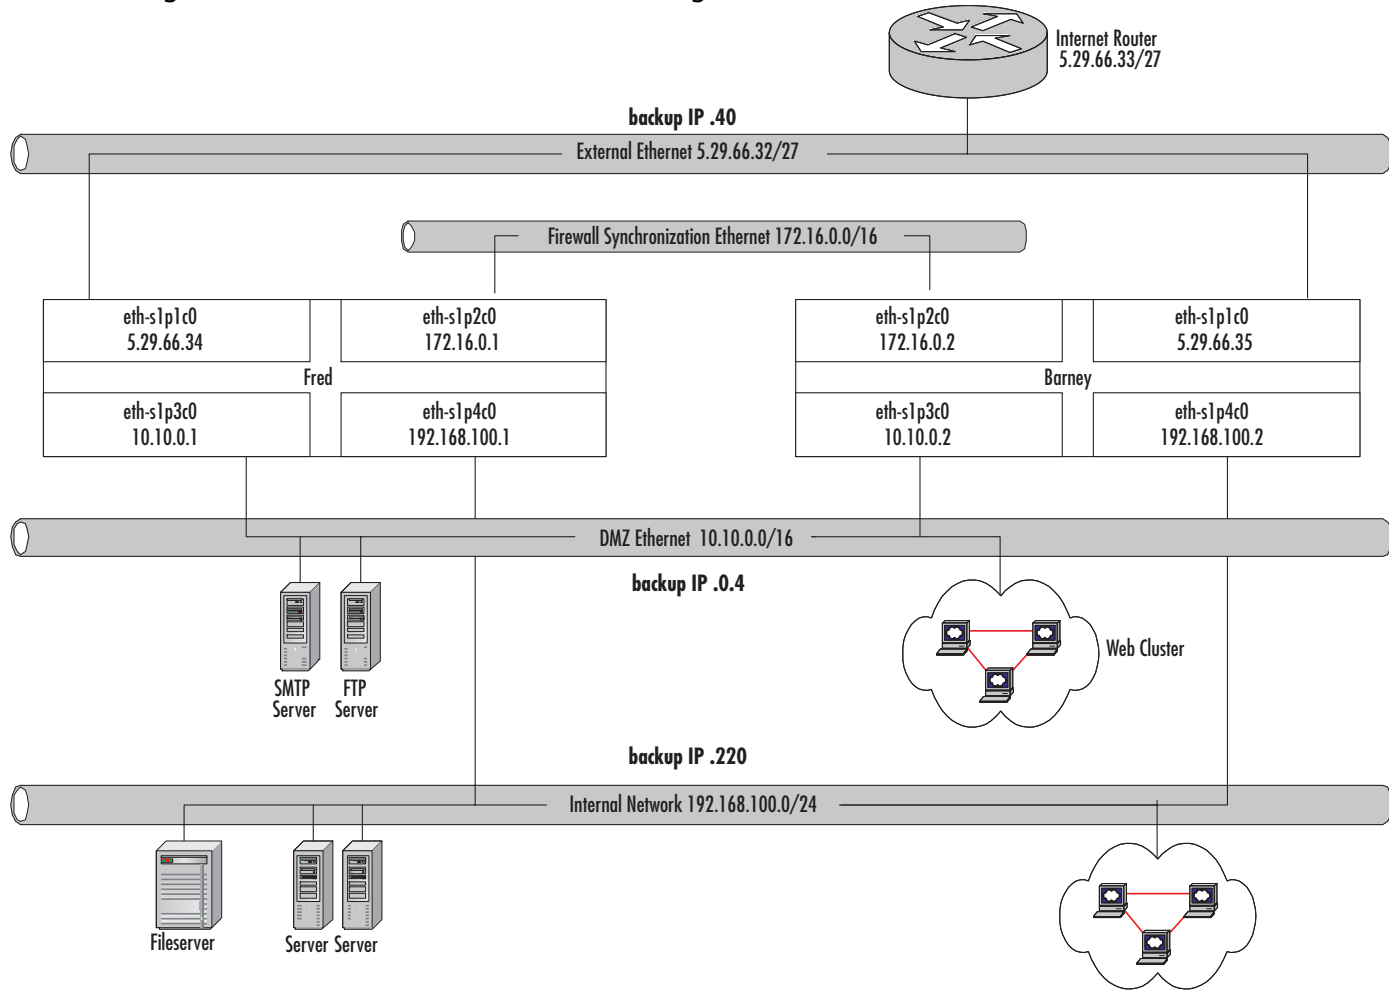 Internet Router
5.29.66.33/27
backup IP .40
External Ethernet 5.29.66.32/27
Firewall Synchronization Ethernet 172.16.0.0/16
eth-s1p1c0
5.29.66.34
eth-s1p2c0
172.16.0.1
eth-s1p2c0
172.16.0.2
eth-s1p1c0
5.29.66.35
Fred
Barney
eth-s1p3c0
10.10.0.1
eth-s1p4c0
192.168.100.1
eth-s1p3c0
10.10.0.2
eth-s1p4c0
192.168.100.2
DMZ Ethernet 10.10.0.0/16
backup IP .0.4
SMTP
Server
FTP
Server
Web Cluster
backup IP .220
Internal Network 192.168.100.0/24
Fileserver
Server
Server